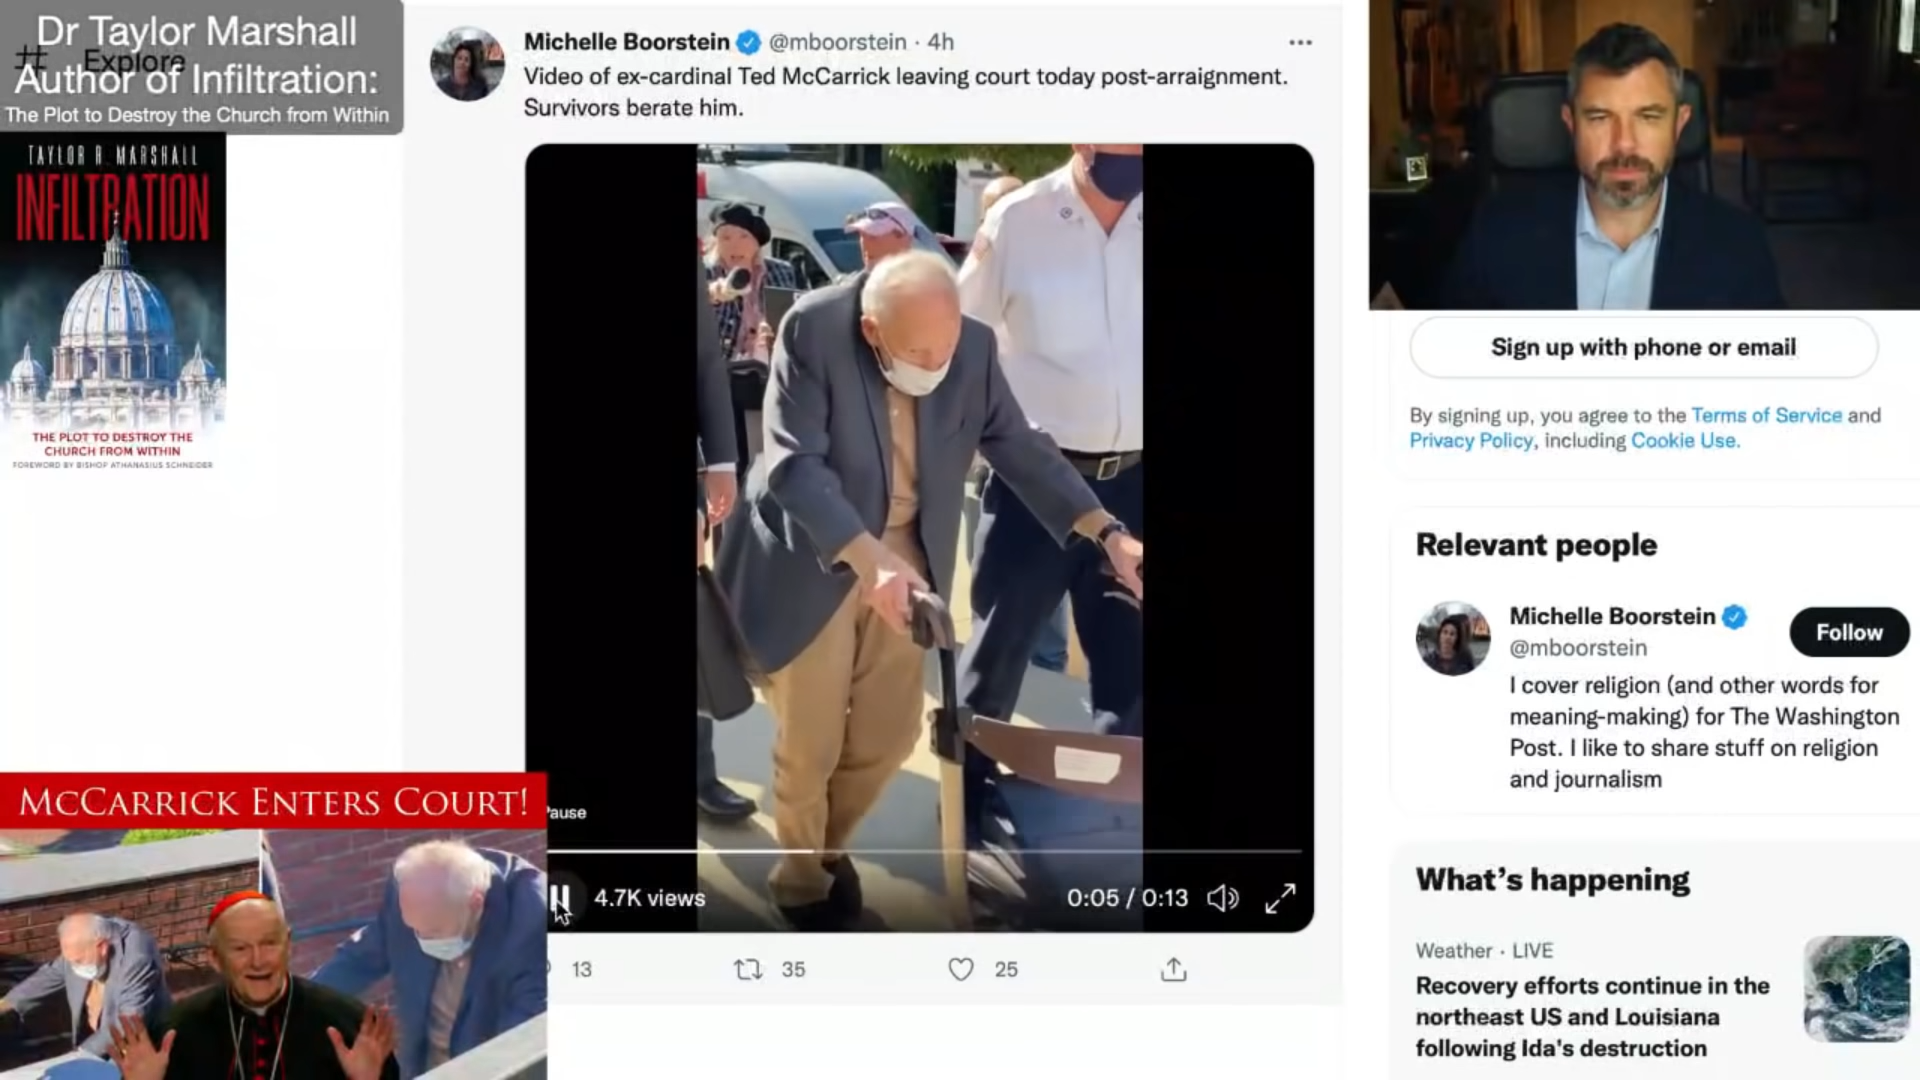 Dr Taylor Marshall
# Explore
Author of Infiltration:
The Plot to Destroy the Church from Within
TAYLOR R. MARSHALL
INFILTRATION
THE PLOT TO DESTROY THE
CHURCH FROM WITHIN
FOREWORD BY BISHOP ATHANASIUS SCHNEIDER
McCarrick Enters Court!
Michelle Boorstein @mboorstein · 4h
Video of ex-cardinal Ted McCarrick leaving court today post-arraignment.
Survivors berate him.
Pause
4.7K views
0:05 / 0:13
13
35
25
Sign up with phone or email
By signing up, you agree to the Terms of Service and
Privacy Policy, including Cookie Use.
Relevant people
Michelle Boorstein
@mboorstein
Follow
I cover religion (and other words for
meaning-making) for The Washington
Post. I like to share stuff on religion
and journalism
What's happening
Weather · LIVE
Recovery efforts continue in the
northeast US and Louisiana
following Ida's destruction